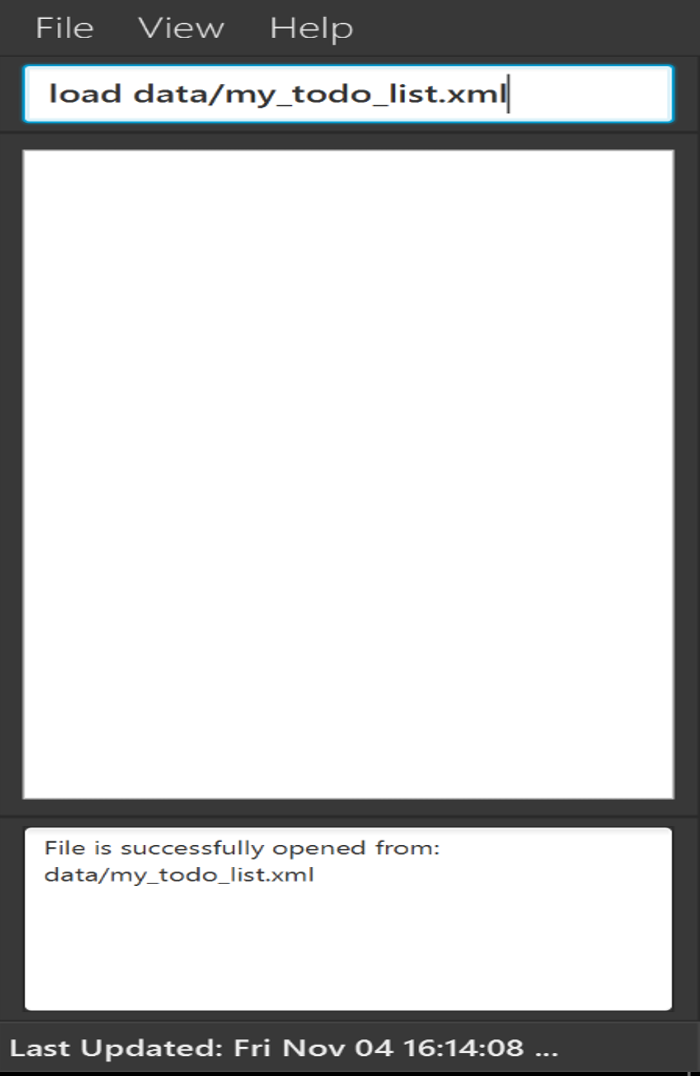 File View Help
load data/my_todo_list.xml
File is successfully opened from:
data/my_todo_list.xml
Last Updated: Fri Nov 04 16:14:08 ...